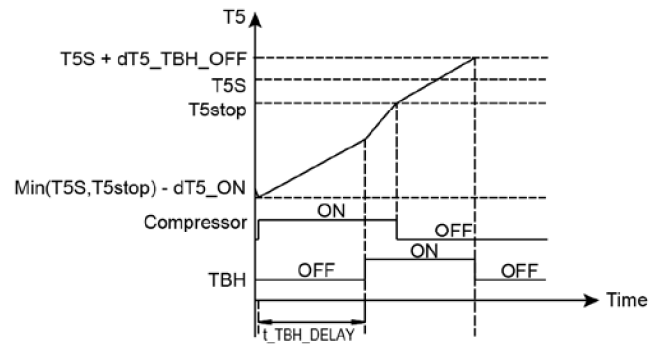 T5
T5S + dT5_TBH_OFF
T5S
T5stop
Min(T5S,T5stop) - dT5_ON
Compressor
ON
OFF
TBH
OFF
ON
OFF
Time
t_TBH_DELAY